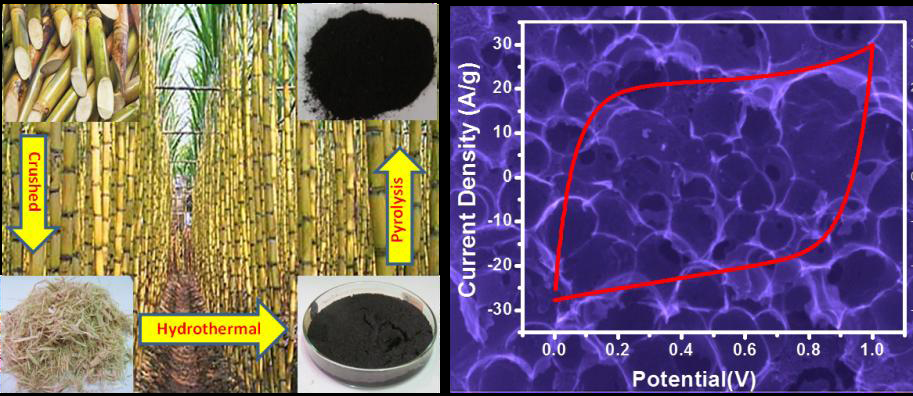 Crushed
Hydrothermal
Pyrolysis
Current Density (A/g)
30
20
10
0
-10
-20
-30
0.0 0.2 0.4 0.6 0.8 1.0
Potential(V)